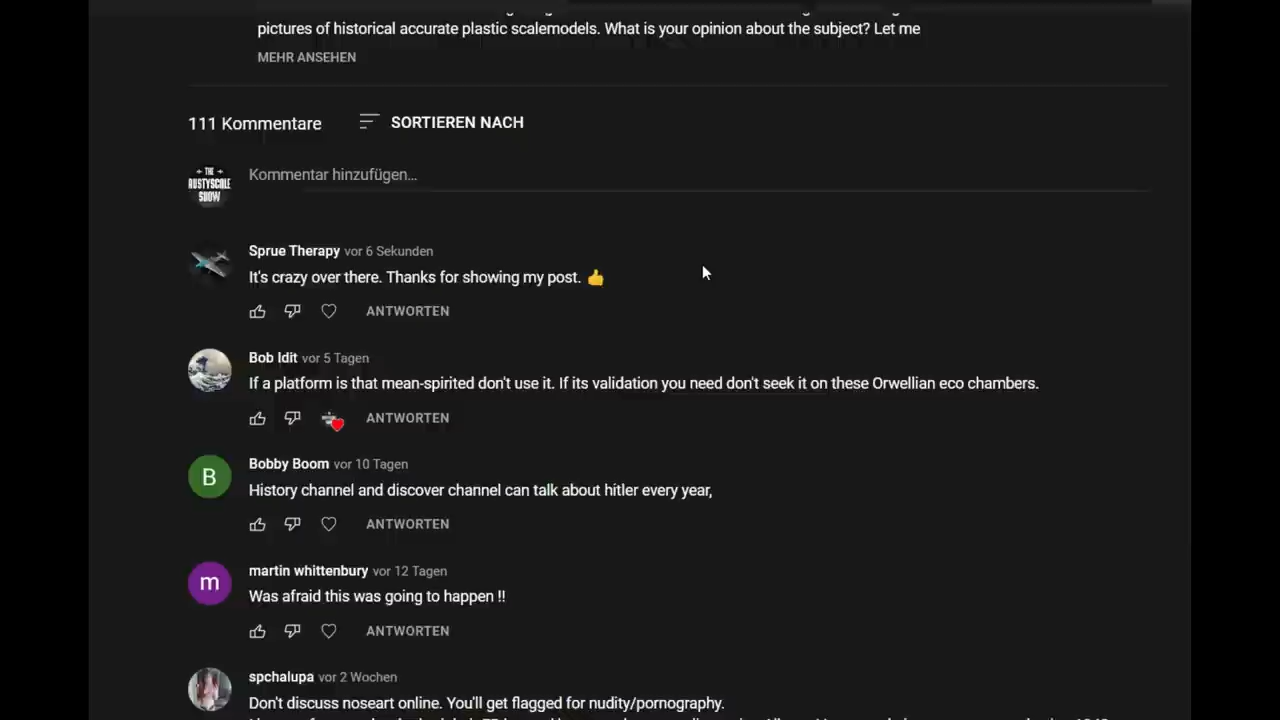 pictures of historical accurate plastic scalemodels. What is your opinion about the subject? Let me
MEHR ANSEHEN
111 Kommentare
SORTIEREN NACH
THE
RUSTYSCALE
SHOW
Kommentar hinzufügen...
Sprue Therapy vor 6 Sekunden
It's crazy over there. Thanks for showing my post. 👍
ANTWORTEN
Bob Idit vor 5 Tagen
If a platform is that mean-spirited don't use it. If its validation you need don't seek it on these Orwellian eco chambers.
ANTWORTEN
B
Bobby Boom vor 10 Tagen
History channel and discover channel can talk about hitler every year,
ANTWORTEN
m
martin whittenbury vor 12 Tagen
Was afraid this was going to happen !!
ANTWORTEN
spchalupa vor 2 Wochen
Don't discuss noseart online. You'll get flagged for nudity/pornography.